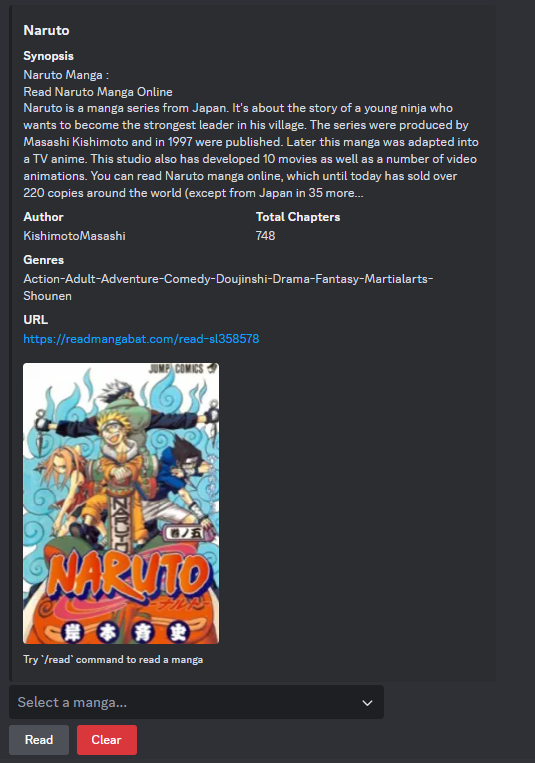 Naruto
Synopsis
Naruto Manga :
Read Naruto Manga Online
Naruto is a manga series from Japan. It's about the story of a young ninja who
wants to become the strongest leader in his village. The series were produced by
Masashi Kishimoto and in 1997 were published. Later this manga was adapted into
a TV anime. This studio also has developed 10 movies as well as a number of video
animations. You can read Naruto manga online, which until today has sold over
220 copies around the world (except from Japan in 35 more...
Author
Total Chapters
KishimotoMasashi
748
Genres
Action-Adult-Adventure-Comedy-Doujinshi-Drama-Fantasy-Martialarts-
Shounen
URL
https://readmangabat.com/read-sl358578
JUMP COMICS
NARUTO
巻ノ五
NARUTO
ーナルトー
岸本斉史
Try `/read` command to read a manga
Select a manga...
Read
Clear